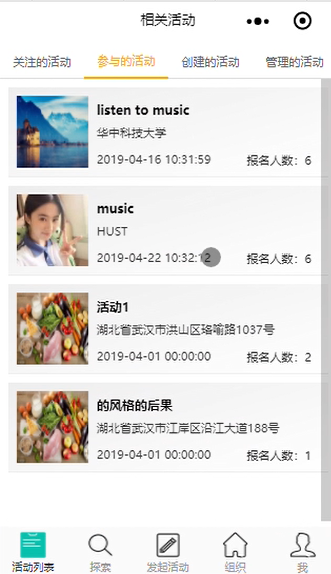 相关活动
关注的活动 参与的活动 创建的活动 管理的活动
listen to music
华中科技大学
2019-04-16 10:31:59 报名人数：6
music
HUST
2019-04-22 10:32:12 报名人数：6
活动1
湖北省武汉市洪山区珞喻路1037号
2019-04-01 00:00:00 报名人数：2
的风格的后果
湖北省武汉市江岸区沿江大道188号
2019-04-01 00:00:00 报名人数：1
活动列表 探索 发起活动 组织 我